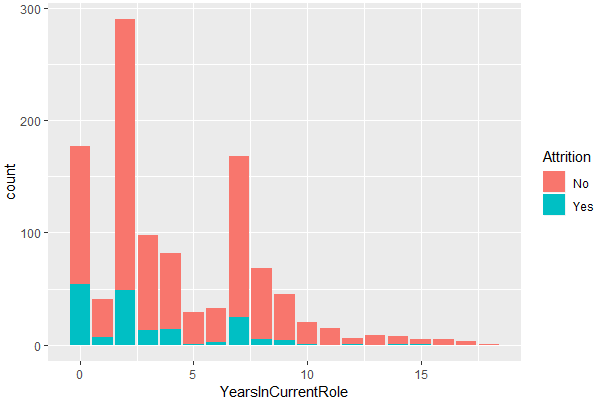 300
200
100
0
count
0 5 10 15
YearsInCurrentRole
Attrition
No
Yes